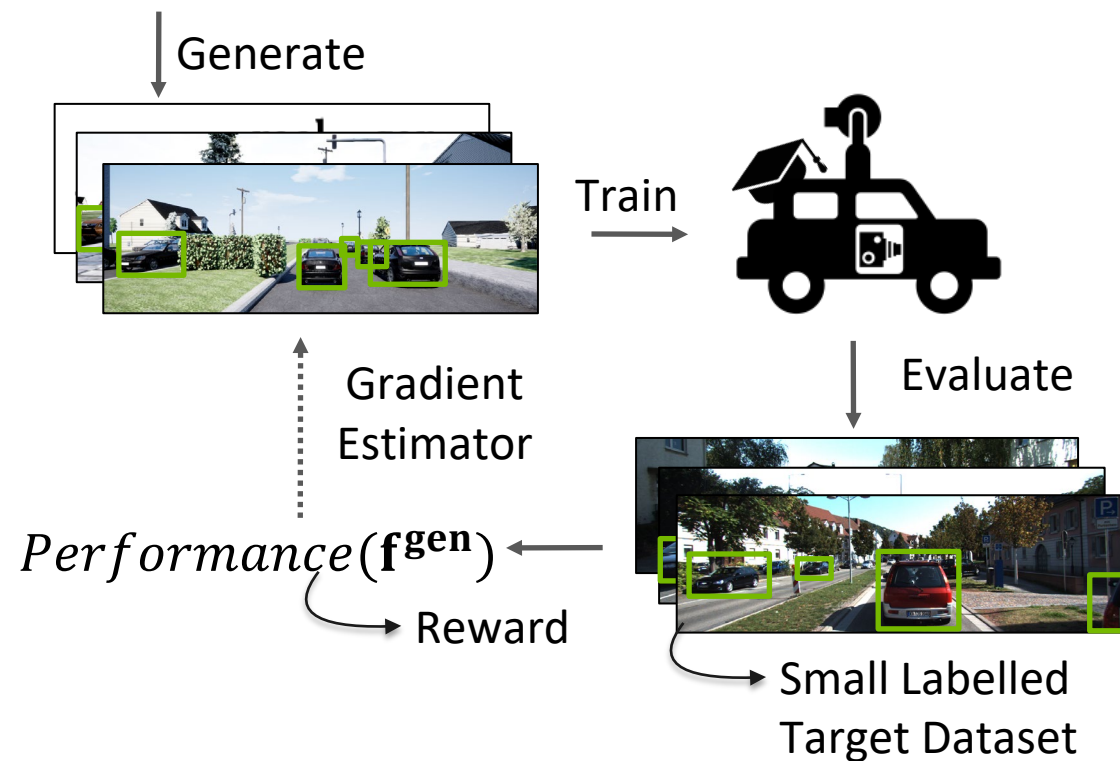 Generate
Train
Evaluate
Gradient
Estimator
Performance(f^gen)
Reward
P
Small Labelled
Target Dataset